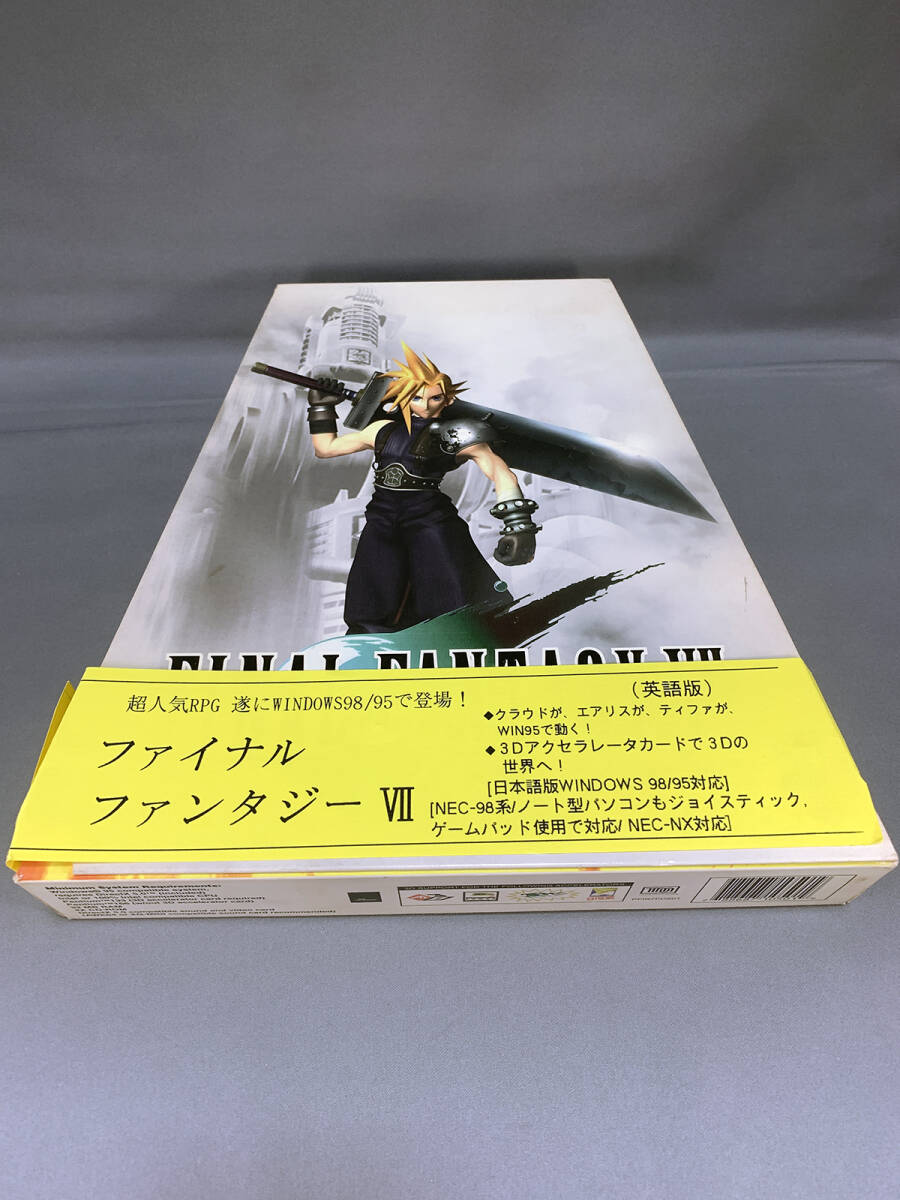 FINAL FANTASY VII
超人気RPG 遂にWINDOWS98/95で登場！
ファイナル
ファンタジー Ⅶ
（英語版）
◆クラウドが、エアリスが、ティファが、
WIN95で動く！
◆３Ｄアクセラレータカードで３Ｄの
世界へ！
[日本語版WINDOWS 98/95対応]
[NEC-98系/ノート型パソコンもジョイスティック，
ゲームパッド使用で対応/ NEC-NX対応]
Minimum System Requirements: